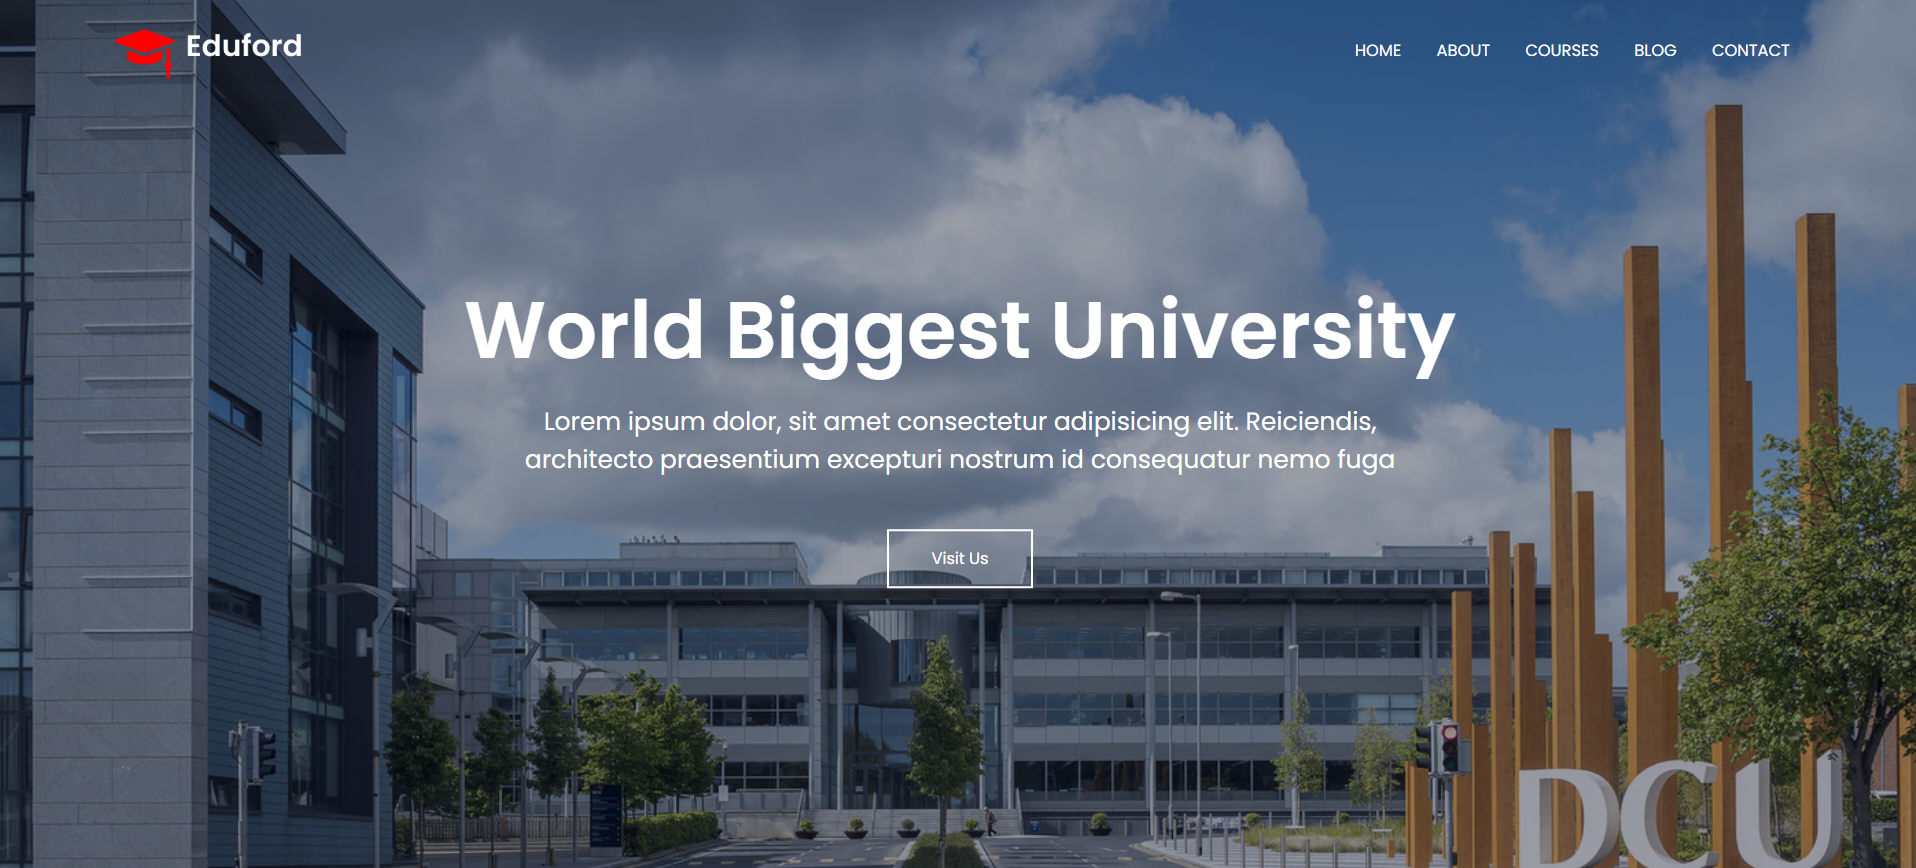 Eduford
HOME ABOUT COURSES BLOG CONTACT
World Biggest University
Lorem ipsum dolor, sit amet consectetur adipisicing elit. Reiciendis,
architecto praesentium excepturi nostrum id consequatur nemo fuga
Visit Us
DCU